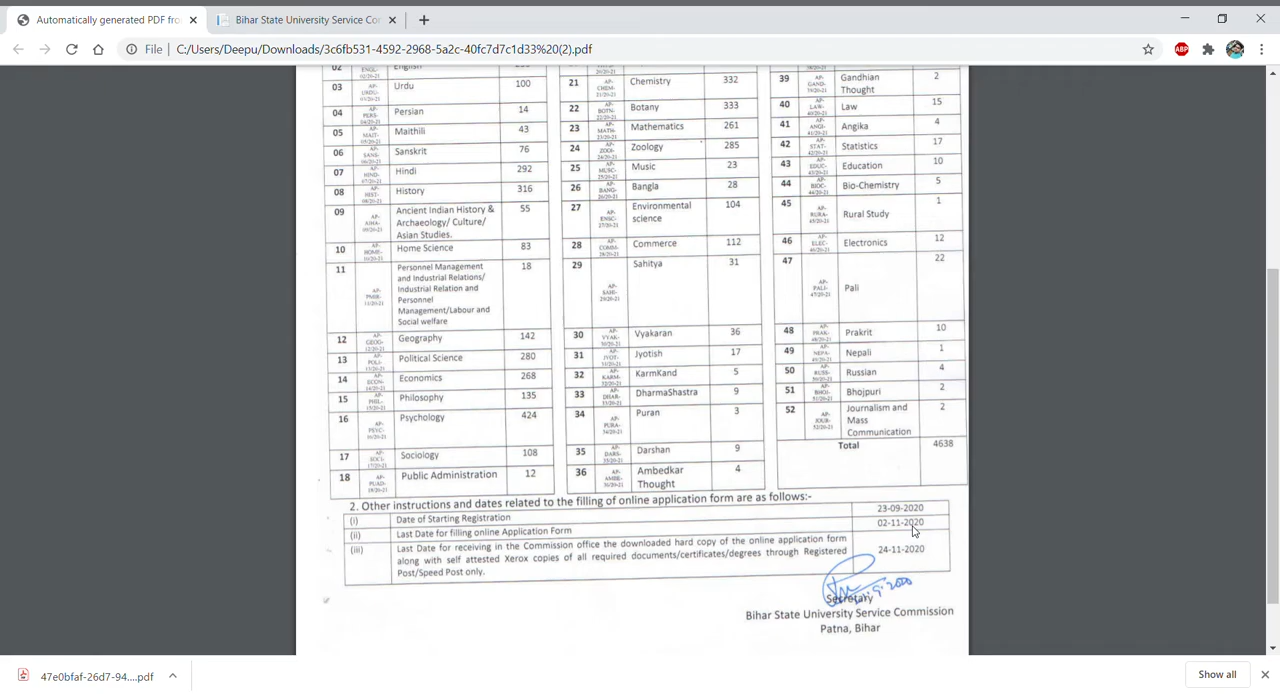 Automatically generated PDF fro
Bihar State University Service Co
File
C:/Users/Deepu/Downloads/3c6fb531-4592-2968-5a2c-40fc7d7c1d33%20(2).pdf
ABP
02 English
03 Urdu 100
04 Persian 14
05 Maithili 43
06 Sanskrit 76
07 Hindi 292
08 History 316
09 Ancient Indian History &
Archaeology/ Culture/
Asian Studies. 55
10 Home Science 83
11 Personnel Management
and Industrial Relations/
Industrial Relation and
Personnel
Management/Labour and
Social welfare 18
12 Geography 142
13 Political Science 280
14 Economics 268
15 Philosophy 135
16 Psychology 424
17 Sociology 108
18 Public Administration 12
21 Chemistry 332
22 Botany 333
23 Mathematics 261
24 Zoology 285
25 Music 23
26 Bangla 28
27 Environmental
science 104
28 Commerce 112
29 Sahitya 31
30 Vyakaran 36
31 Jyotish 17
32 KarmKand 5
33 DharmaShastra 9
34 Puran 3
35 Darshan 9
36 Ambedkar
Thought 4
39 Gandhian
Thought 2
40 Law 15
41 Angika 4
42 Statistics 17
43 Education 10
44 Bio-Chemistry 5
45 Rural Study 1
46 Electronics 12
47 Pali 22
48 Prakrit 10
49 Nepali 1
50 Russian 4
51 Bhojpuri 2
52 Journalism and
Mass
Communication 2
Total 4638
2. Other instructions and dates related to the filling of online application form are as follows:-
(i) Date of Starting Registration 23-09-2020
(ii) Last Date for filling online Application Form 02-11-2020
(iii) Last Date for receiving in the Commission office the downloaded hard copy of the online application form
along with self attested Xerox copies of all required documents/certificates/degrees through Registered
Post/Speed Post only. 24-11-2020
Secretary
Bihar State University Service Commission
Patna, Bihar
47e0bfaf-26d7-94....pdf
Show all